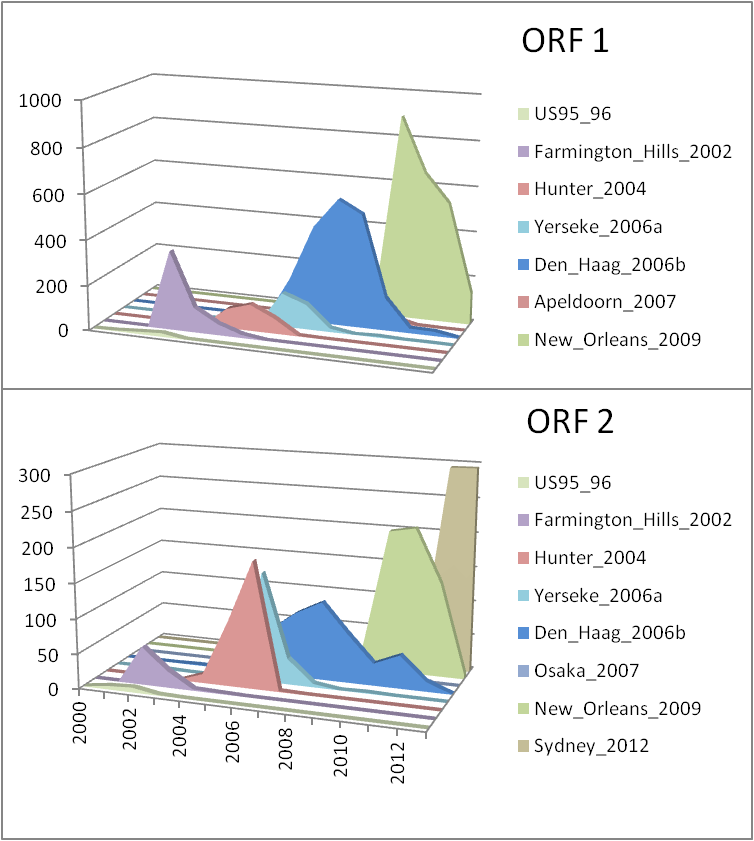 ORF 1
1000
800
600
400
200
0
US95_96
Farmington_Hills_2002
Hunter_2004
Yerseke_2006a
Den_Haag_2006b
Apeldoorn_2007
New_Orleans_2009
ORF 2
300
250
200
150
100
50
0
2000
2002
2004
2006
2008
2010
2012
US95_96
Farmington_Hills_2002
Hunter_2004
Yerseke_2006a
Den_Haag_2006b
Osaka_2007
New_Orleans_2009
Sydney_2012